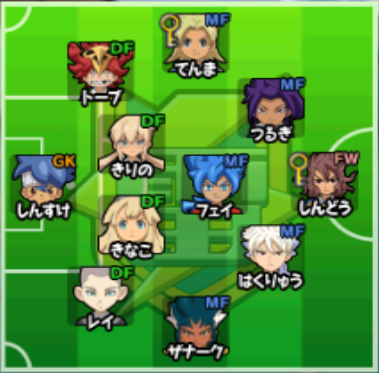 MF
てんま
DF
ドープ
MF
つるぎ
DF
きりの
GK
しんすけ
MF
フェイ
FW
しんどう
DF
きなこ
MF
はくりゅう
DF
レイ
MF
ザナーク